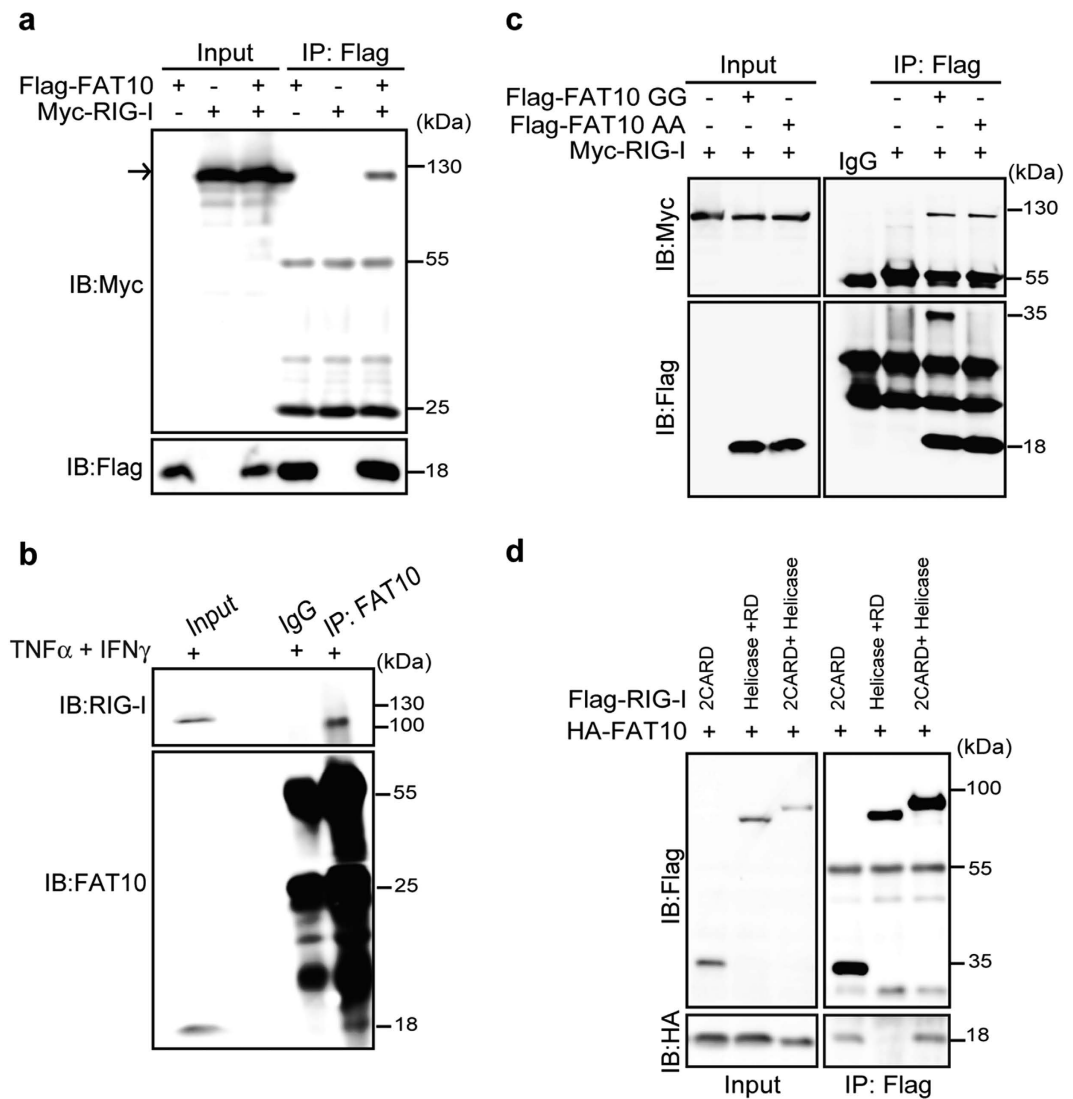 a
Input IP: Flag
Flag-FAT10 + - + + - +
Myc-RIG-I - + + - + +
(kDa)
→ 130
IB:Myc
55
25
IB:Flag
18
b
Input IgG IP: FAT10
TNFα + IFNγ + + +
(kDa)
IB:RIG-I
130
100
IB:FAT10
55
25
18
c
Input IP: Flag
Flag-FAT10 GG - + - - + -
Flag-FAT10 AA - - + - - +
Myc-RIG-I + + + IgG + + +
(kDa)
IB:Myc
130
55
IB:Flag
35
18
d
Flag-RIG-I 2CARD Helicase +RD 2CARD+ Helicase 2CARD Helicase +RD 2CARD+ Helicase
HA-FAT10 + + + + + +
(kDa)
IB:Flag
100
55
35
IB:HA
18
Input IP: Flag